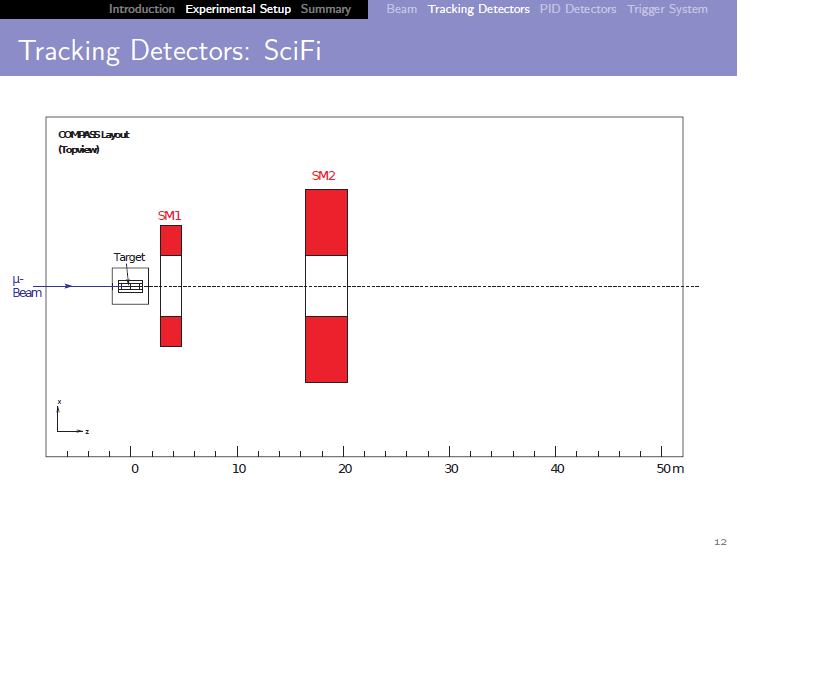 Introduction Experimental Setup Summary Beam Tracking Detectors PID Detectors Trigger System
Tracking Detectors: SciFi
COMPASS Layout
(Topview)
SM2
SM1
Target
μ-
Beam
x
z
0 10 20 30 40 50 m
12